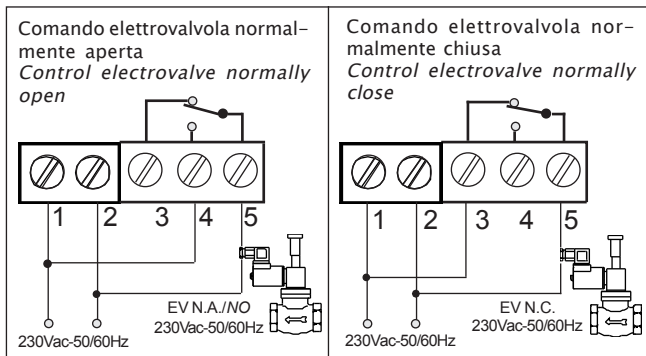 Comando elettrovalvola normal-
mente aperta
Control electrovalve normally
open
1 2 3 4 5
EV N.A./NO
230Vac-50/60Hz
230Vac-50/60Hz
Comando elettrovalvola nor-
malmente chiusa
Control electrovalve normally
close
1 2 3 4 5
EV N.C.
230Vac-50/60Hz
230Vac-50/60Hz